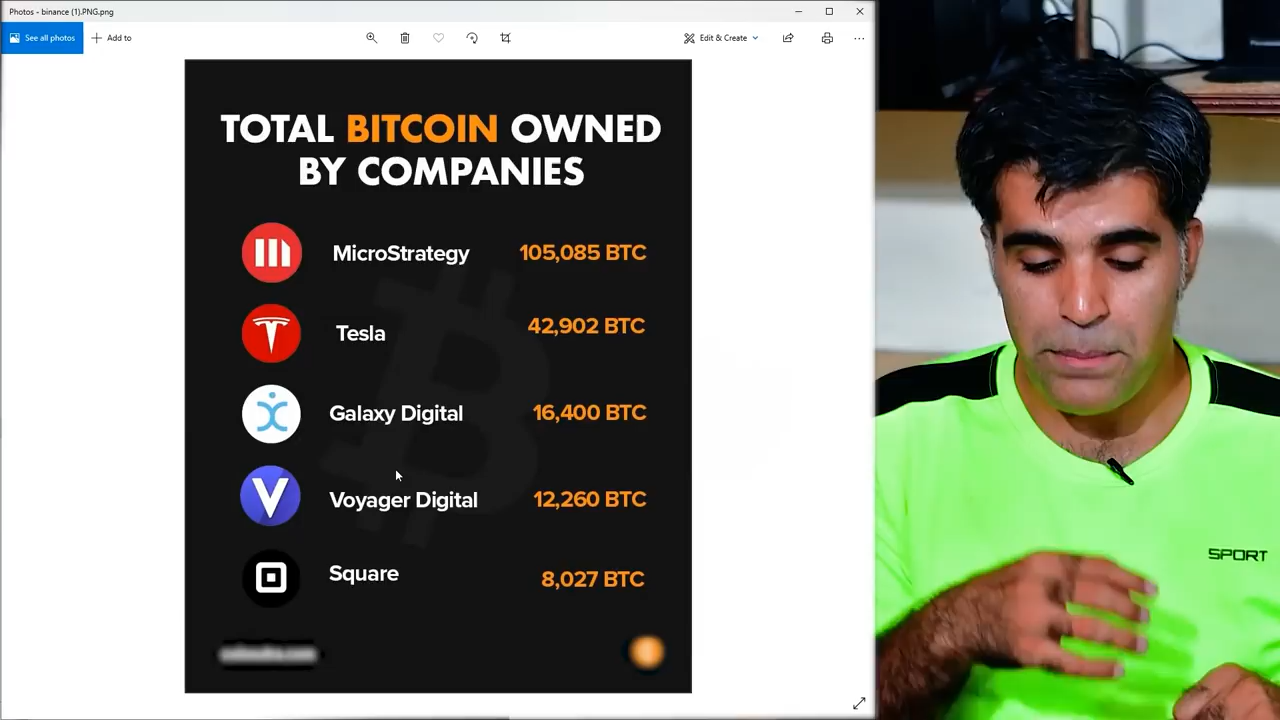 Photos - binance (1).PNG.png
See all photos
Add to
Edit & Create
TOTAL BITCOIN OWNED
BY COMPANIES
MicroStrategy 105,085 BTC
Tesla 42,902 BTC
Galaxy Digital 16,400 BTC
Voyager Digital 12,260 BTC
Square 8,027 BTC
SPORT